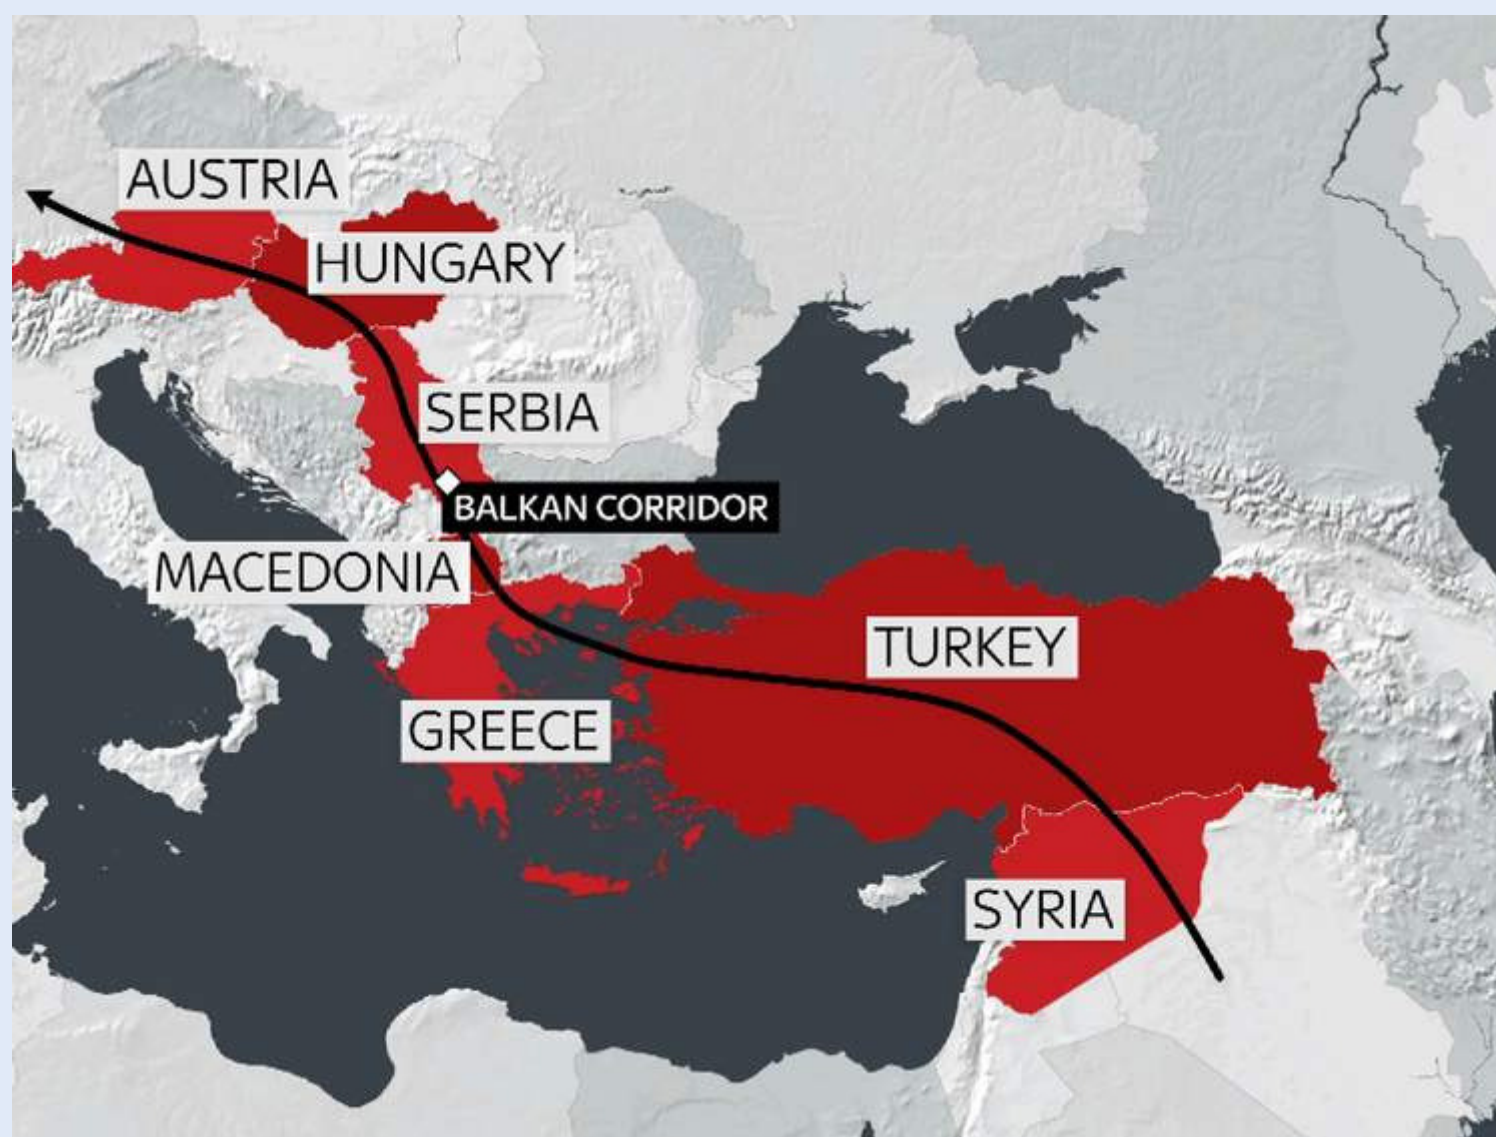 AUSTRIA
HUNGARY
SERBIA
BALKAN CORRIDOR
MACEDONIA
TURKEY
GREECE
SYRIA